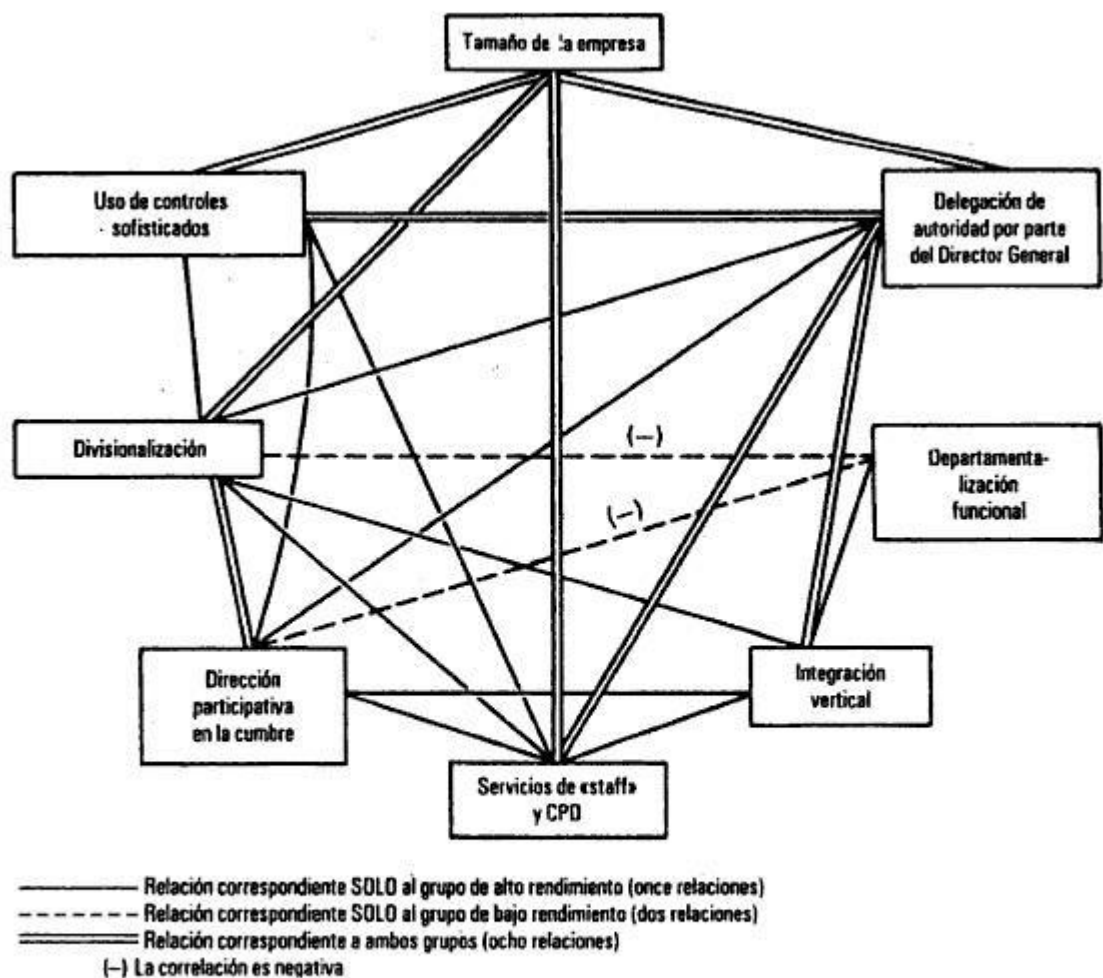 Tamaño de la empresa
Uso de controles
sofisticados
Delegación de
autoridad por parte
del Director General
Divisionalización
(—)
Departamenta-
lización
funcional
(—)
Dirección
participativa
en la cumbre
Integración
vertical
Servicios de «staff»
y CPD
Relación correspondiente SOLO al grupo de alto rendimiento (once relaciones)
Relación correspondiente SOLO al grupo de bajo rendimiento (dos relaciones)
Relación correspondiente a ambos grupos (ocho relaciones)
(—) La correlación es negativa